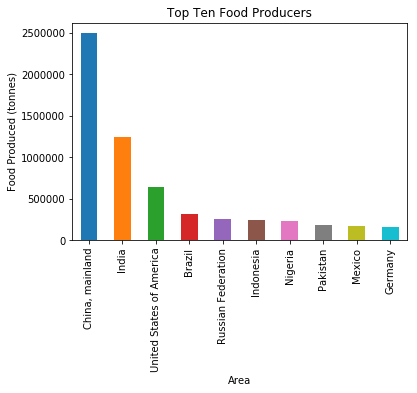 Top Ten Food Producers
Food Produced (tonnes)
2500000
2000000
1500000
1000000
500000
0
China, mainland
India
United States of America
Brazil
Russian Federation
Indonesia
Nigeria
Pakistan
Mexico
Germany
Area